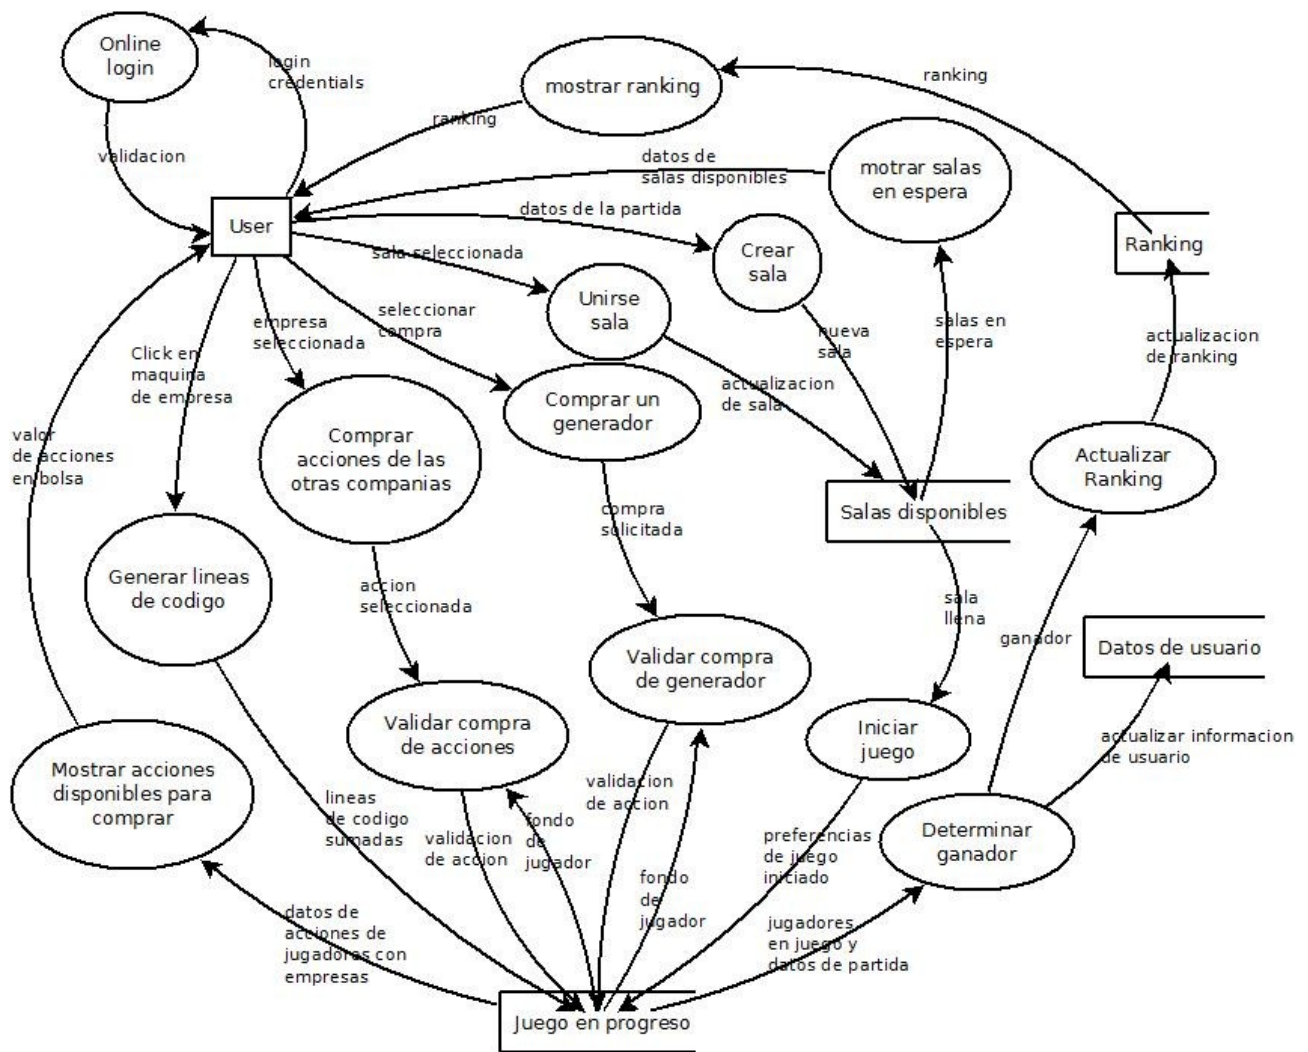 Online
login
login
credentials
validacion
mostrar ranking
ranking
ranking
datos de
salas disponibles
motrar salas
en espera
User
datos de la partida
sala seleccionada
Crear
sala
Ranking
Unirse
sala
seleccionar
compra
empresa
seleccionada
Click en
maquina
de empresa
nueva
sala
salas en
espera
actualizacion
de ranking
actualizacion
de sala
Comprar un
generador
valor
de acciones
en bolsa
Comprar
acciones de las
otras companias
Actualizar
Ranking
Salas disponibles
compra
solicitada
Generar lineas
de codigo
accion
seleccionada
sala
llena
ganador
Datos de usuario
Validar compra
de generador
Validar compra
de acciones
Iniciar
juego
actualizar informacion
de usuario
Mostrar acciones
disponibles para
comprar
lineas
de codigo
sumadas
validacion
de accion
fondo
de
jugador
validacion
de accion
fondo
de
jugador
preferencias
de juego
iniciado
Determinar
ganador
datos de
acciones de
jugadores con
empresas
jugadores
en juego y
datos de partida
Juego en progreso